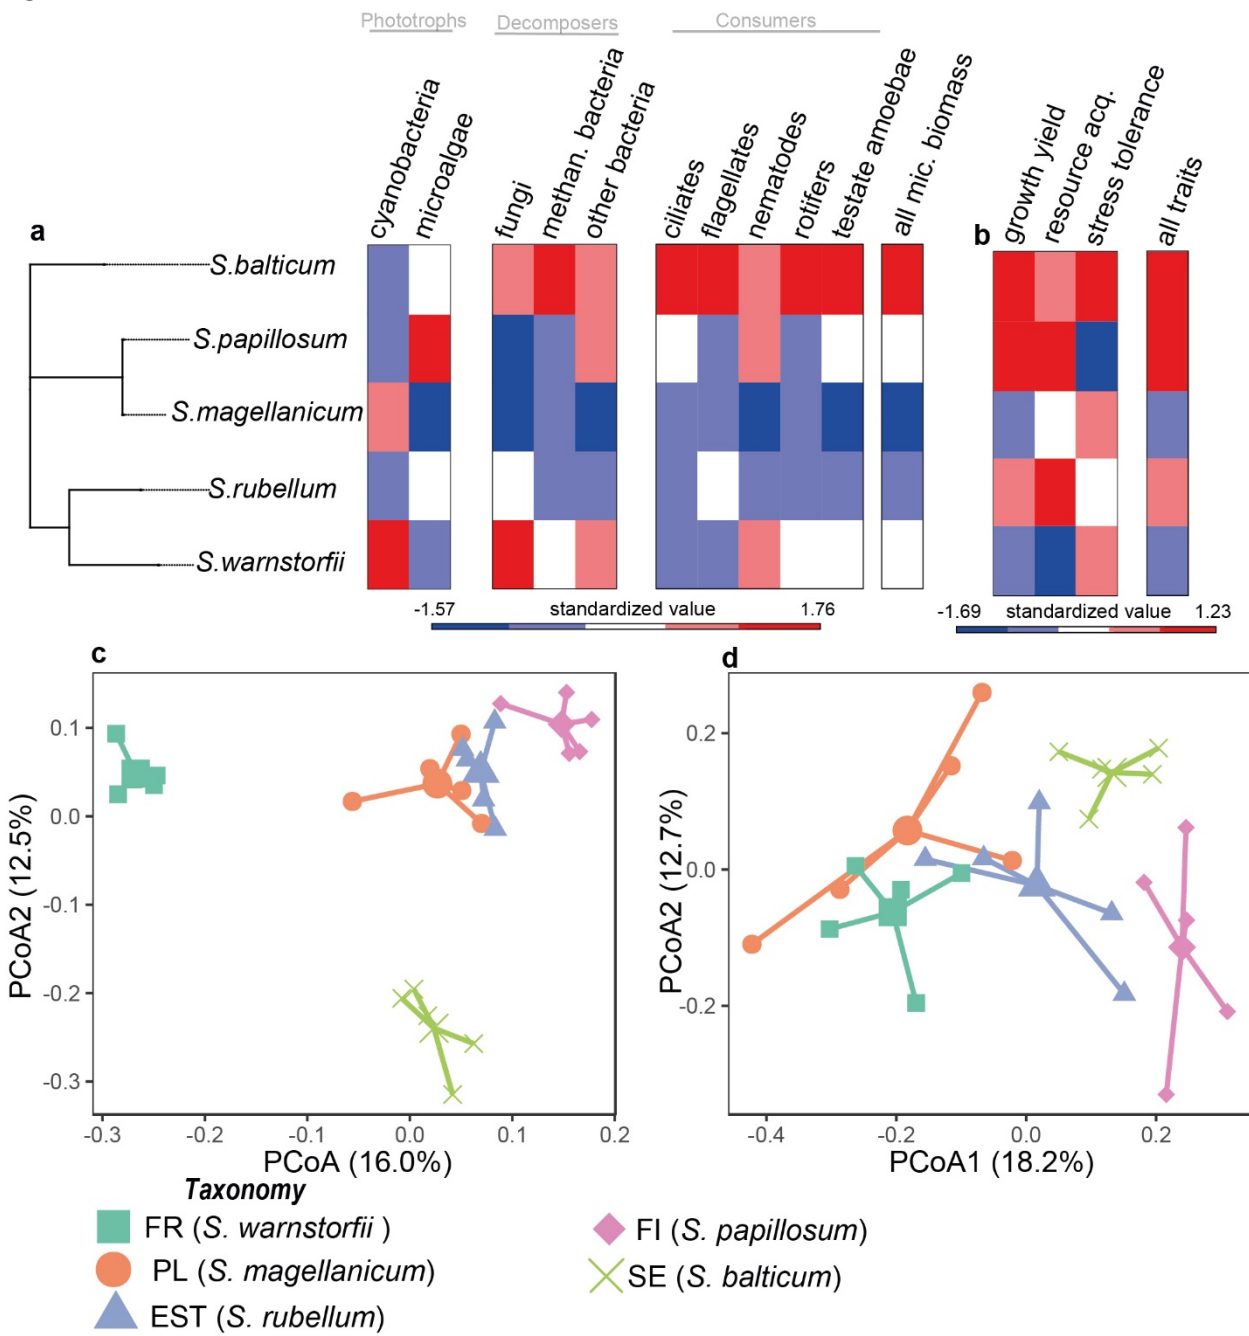 Phototrophs Decomposers Consumers
cyanobacteria
microalgae
fungi
methan. bacteria
other bacteria
ciliates
flagellates
nematodes
rotifers
testate amoebae
all mic. biomass
growth yield
resource acq.
stress tolerance
all traits
a
b
S.balticum
S.papillosum
S.magellanicum
S.rubellum
S.warnstorfii
-1.57 standardized value 1.76
-1.69 standardized value 1.23
c
0.1
0.0
-0.1
-0.2
-0.3
PCoA2 (12.5%)
-0.3 -0.2 -0.1 0.0 0.1 0.2
PCoA (16.0%)
d
0.2
0.0
-0.2
PCoA2 (12.7%)
-0.4 -0.2 0.0 0.2
PCoA1 (18.2%)
Taxonomy
FR (S. warnstorfii )
PL (S. magellanicum)
EST (S. rubellum)
FI (S. papillosum)
SE (S. balticum)